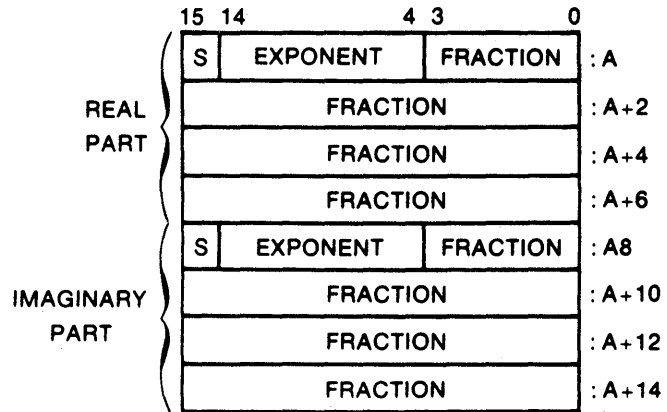 15 14 4 3 0
S EXPONENT FRACTION : A
FRACTION : A+2
REAL
PART
FRACTION : A+4
FRACTION : A+6
S EXPONENT FRACTION : A8
IMAGINARY
PART
FRACTION : A+10
FRACTION : A+12
FRACTION : A+14